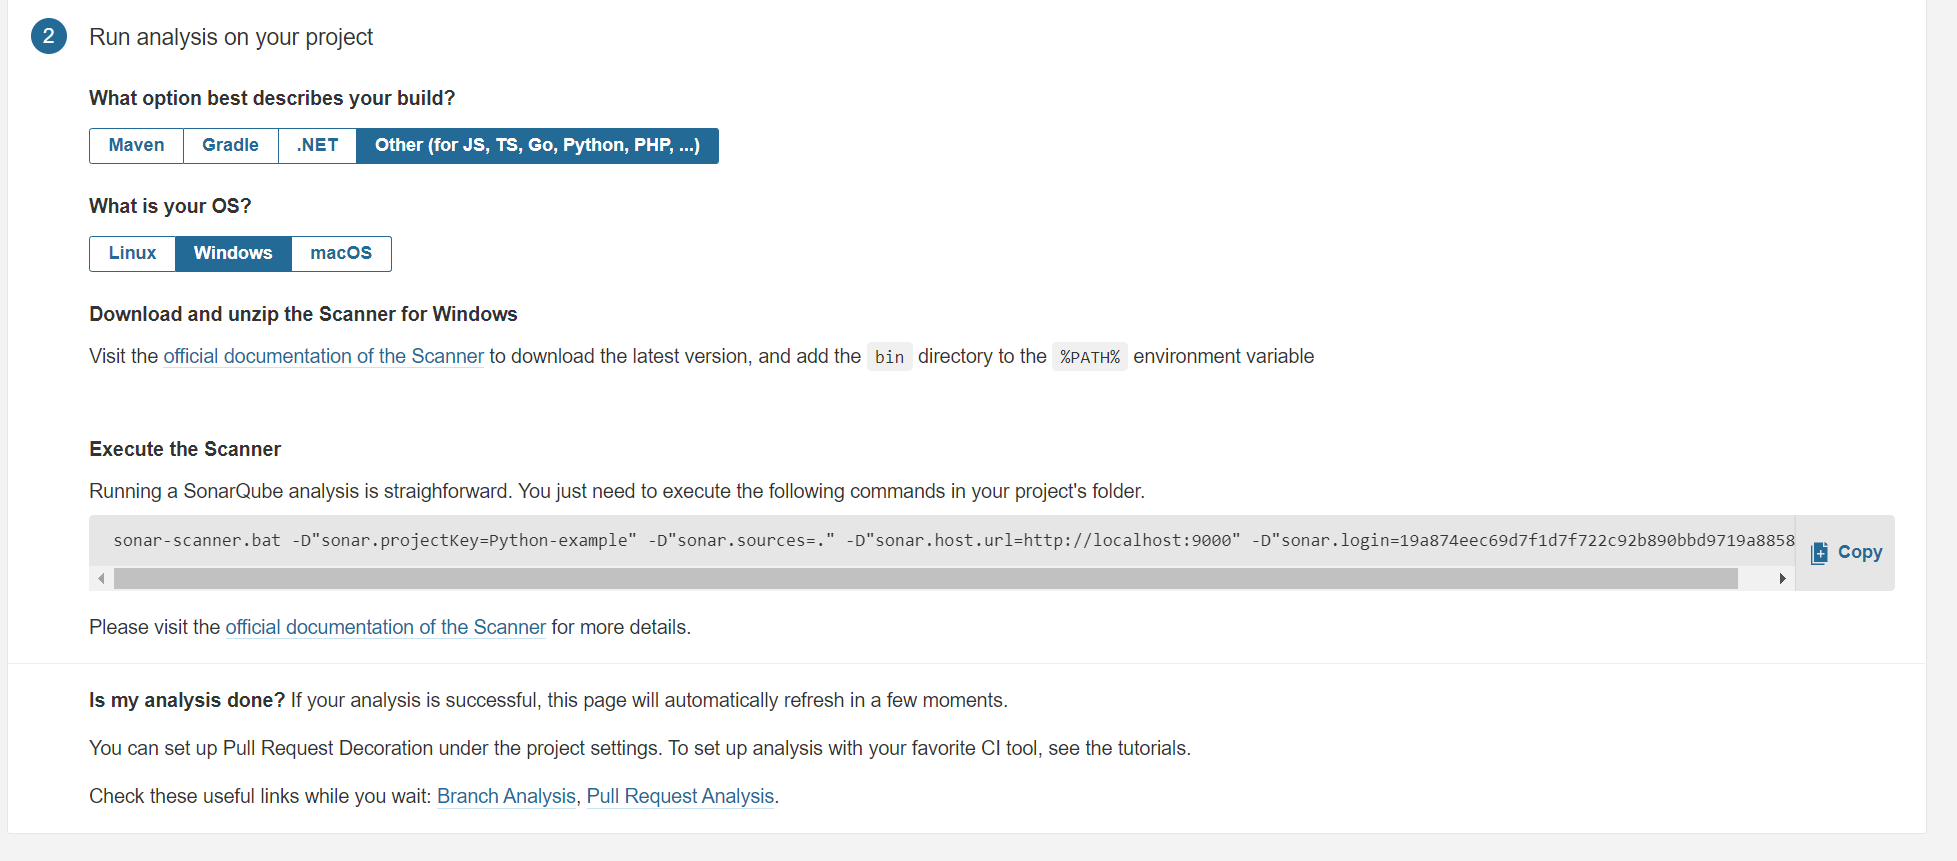 2 Run analysis on your project
What option best describes your build?
Maven Gradle .NET Other (for JS, TS, Go, Python, PHP, ...)
What is your OS?
Linux Windows macOS
Download and unzip the Scanner for Windows
Visit the official documentation of the Scanner to download the latest version, and add the bin directory to the %PATH% environment variable
Execute the Scanner
Running a SonarQube analysis is straighforward. You just need to execute the following commands in your project's folder.
sonar-scanner.bat -D"sonar.projectKey=Python-example" -D"sonar.sources=." -D"sonar.host.url=http://localhost:9000" -D"sonar.login=19a874eec69d7f1d7f722c92b890bbd9719a8858
Copy
Please visit the official documentation of the Scanner for more details.
Is my analysis done? If your analysis is successful, this page will automatically refresh in a few moments.
You can set up Pull Request Decoration under the project settings. To set up analysis with your favorite CI tool, see the tutorials.
Check these useful links while you wait: Branch Analysis, Pull Request Analysis.